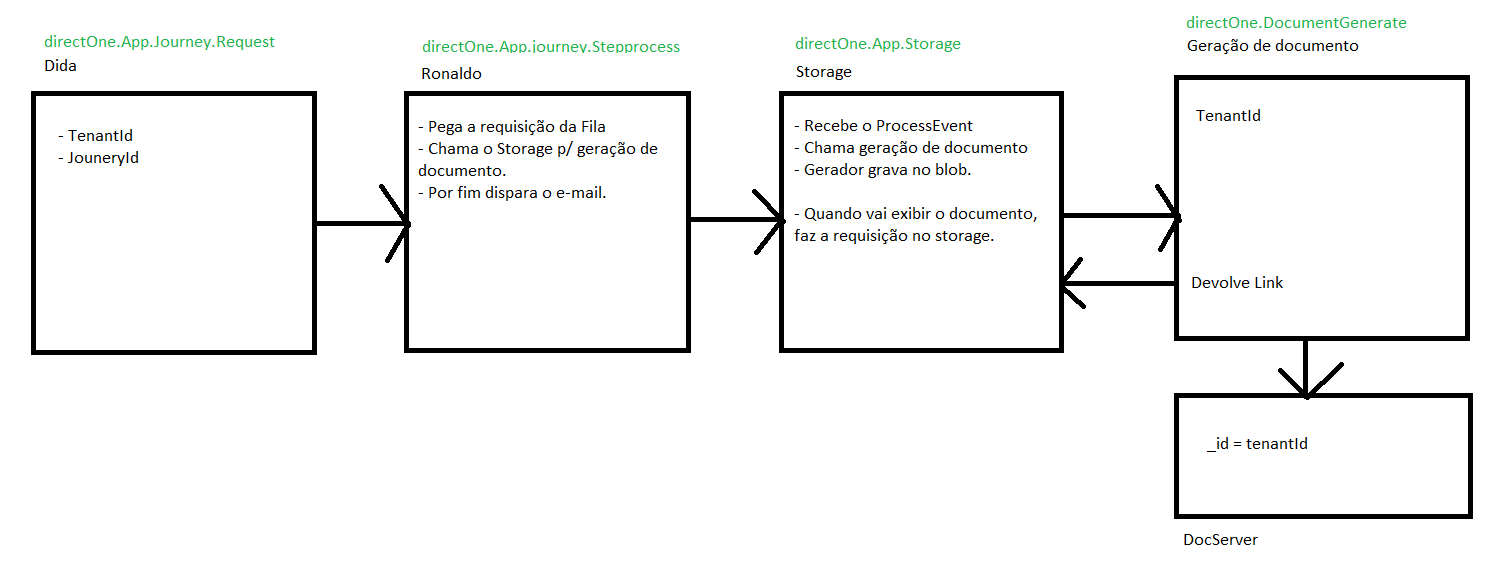 directOne.App.Journey.Request
Dida
- TenantId
- JouneryId
directOne.App.journey.Stepprocess
Ronaldo
- Pega a requisição da Fila
- Chama o Storage p/ geração de
documento.
- Por fim dispara o e-mail.
directOne.App.Storage
Storage
- Recebe o ProcessEvent
- Chama geração de documento
- Gerador grava no blob.
- Quando vai exibir o documento,
faz a requisição no storage.
directOne.DocumentGenerate
Geração de documento
TenantId
Devolve Link
_id = tenantId
DocServer